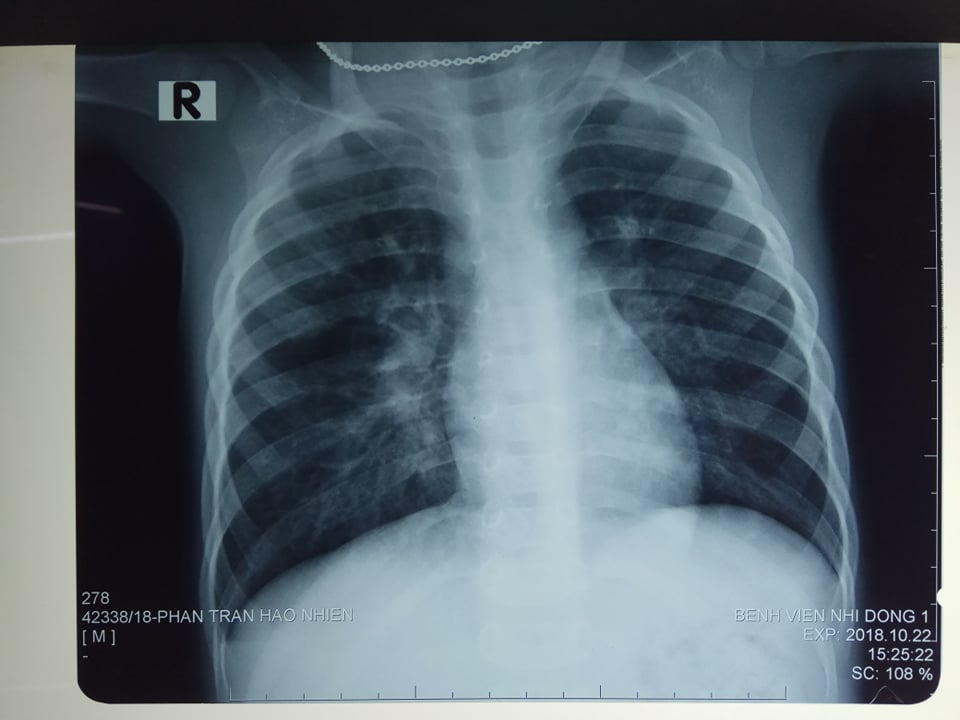 R
278
42338/18-PHAN TRAN HAO NHIEN
[ M ]
-
BENH VIEN NHI DONG 1
EXP: 2018.10.22
15:25:22
SC: 108 %